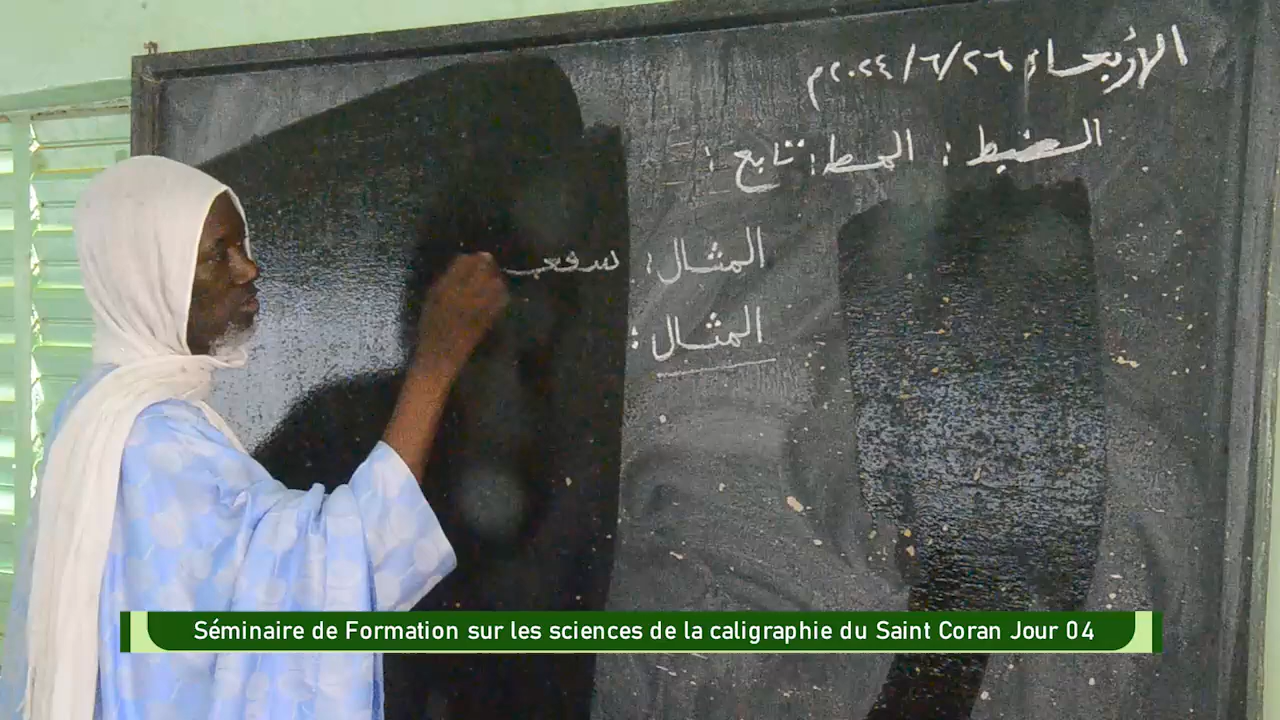 الأربعاء ٢٦/٦/٢٠٢٤م
الضبط : المط : تابع :
المثال :
المثال :
Séminaire de Formation sur les sciences de la caligraphie du Saint Coran Jour 04